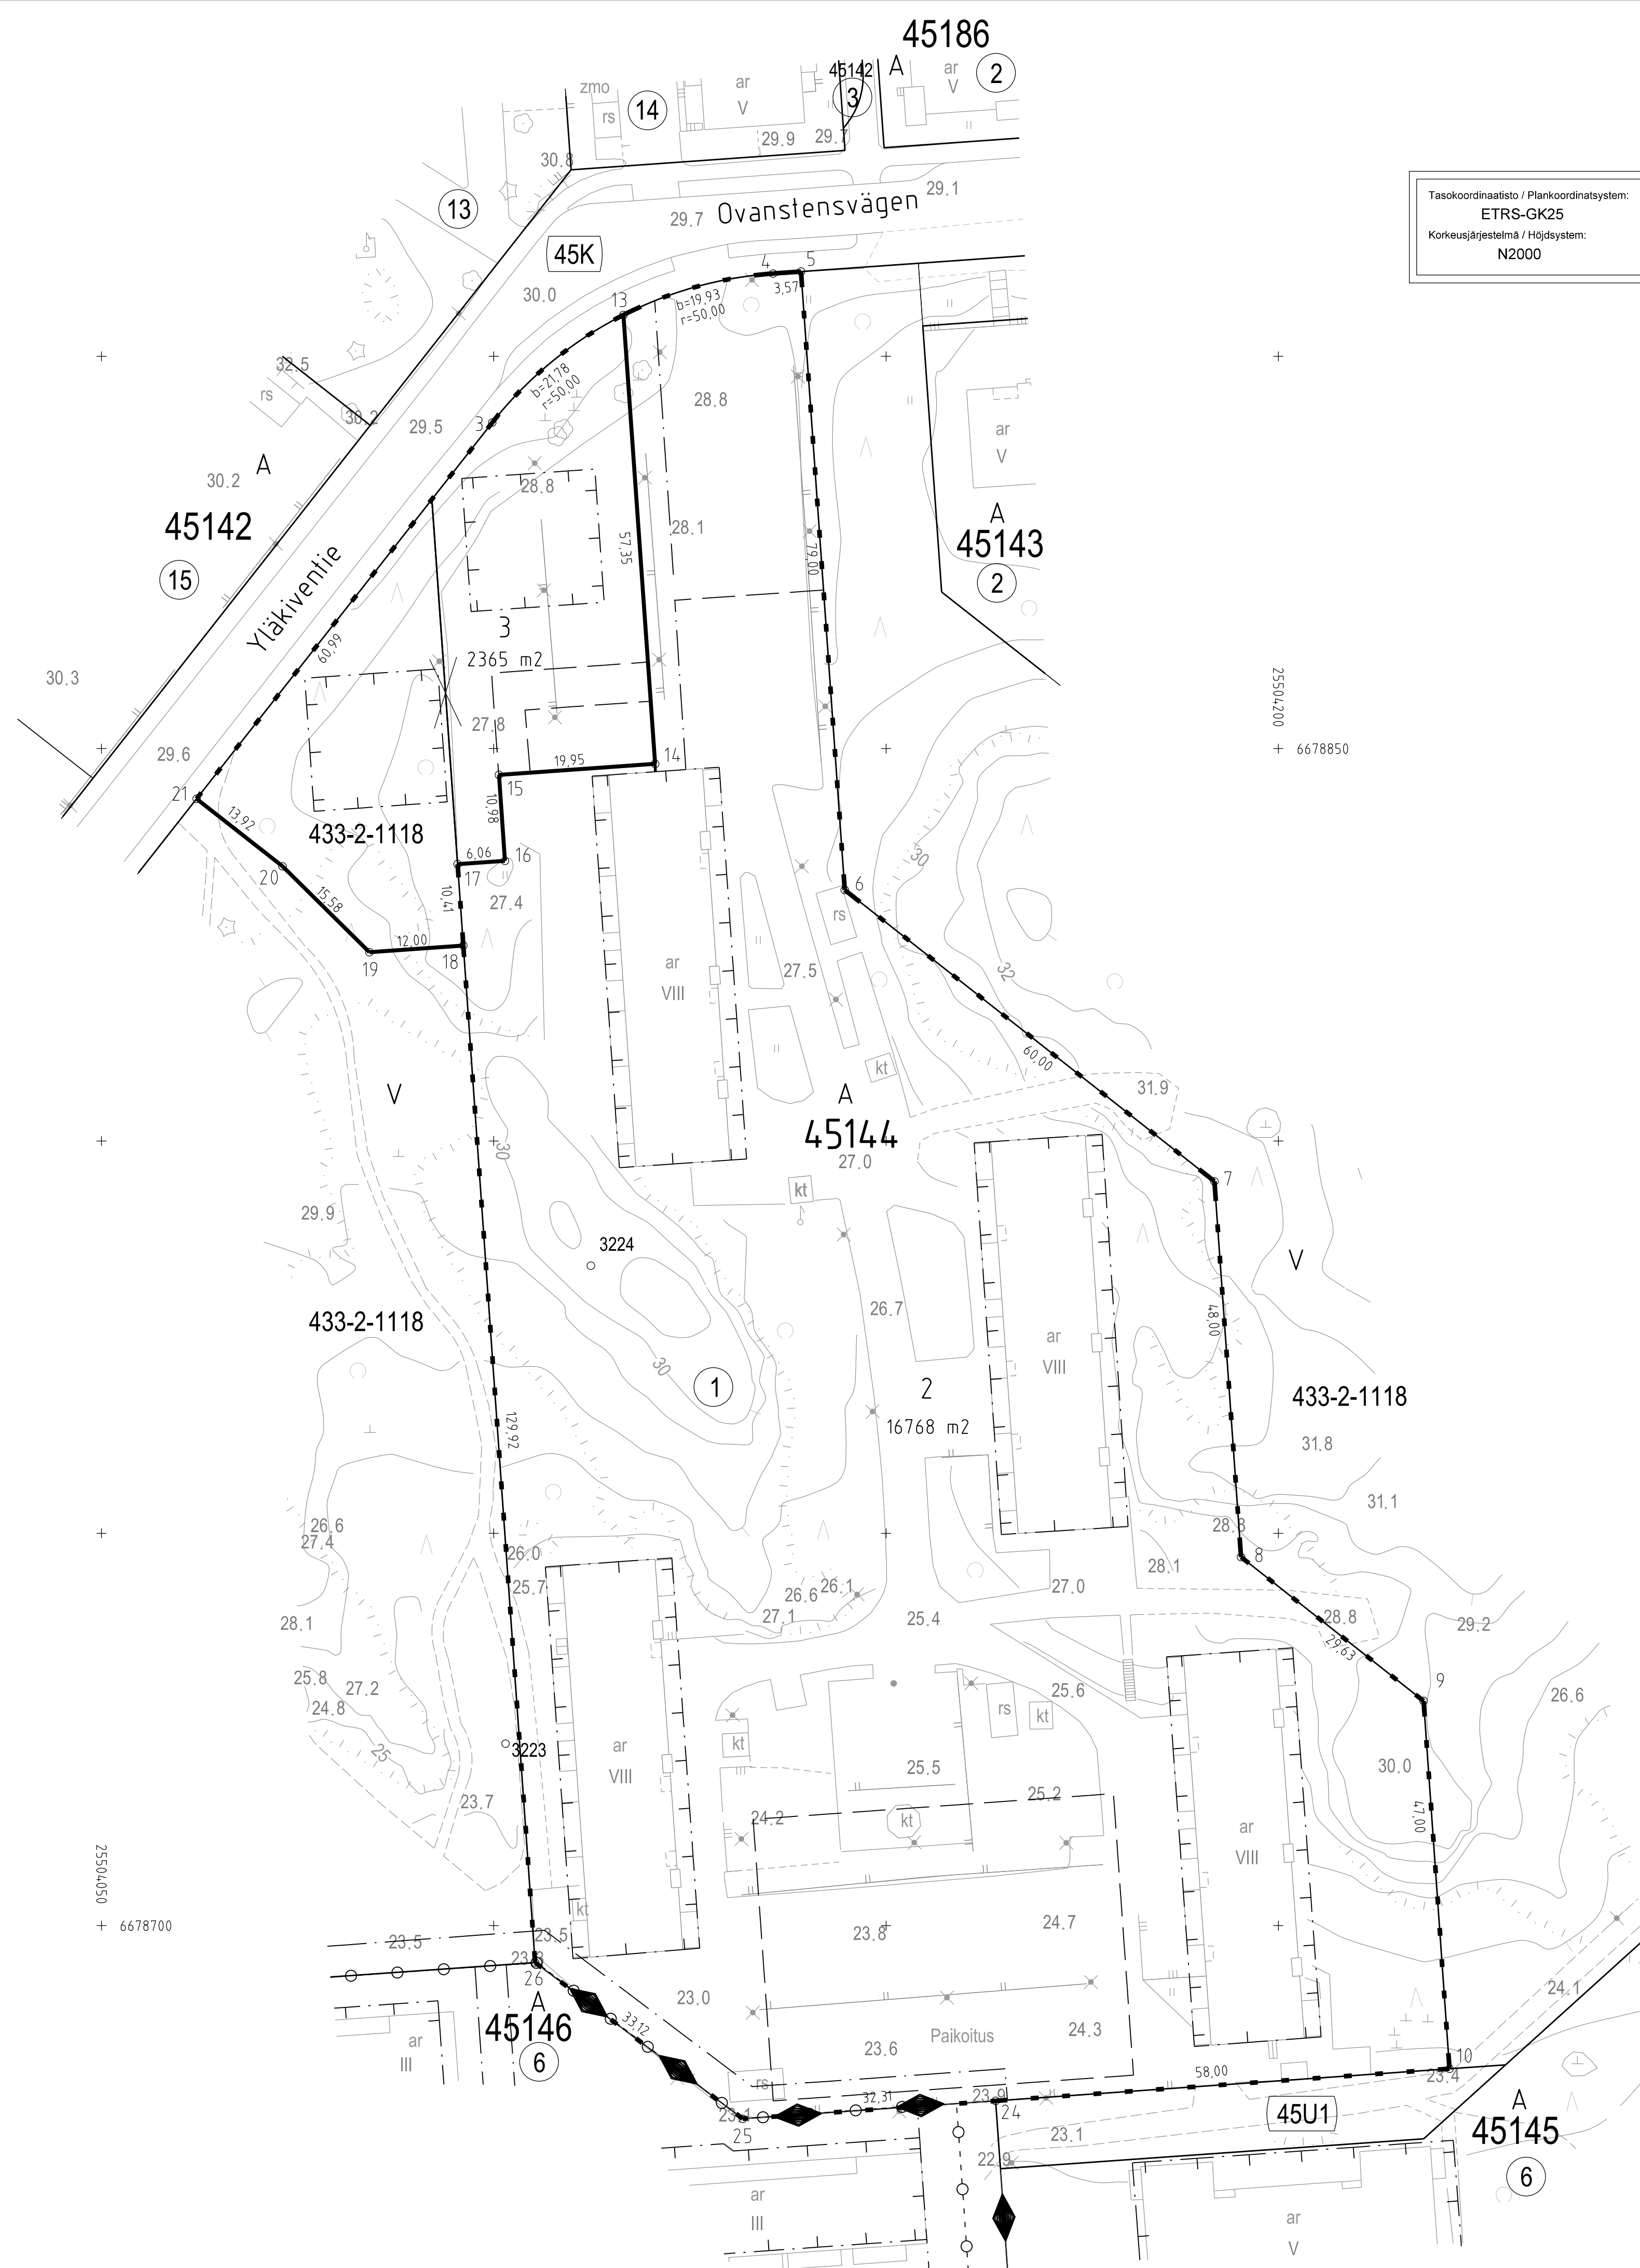 45186
A
ar
V
2
45142
3
zmo
rs
14
ar
V
29.9
29.7
30.8
13
29.7
Ovanstensvägen
29.1
Tasokoordinaatisto / Plankoordinatsystem:
ETRS-GK25
Korkeusjärjestelmä / Höjdsystem:
N2000
45K
30.0
13
b=19,93
r=50,00
4
5
3,57
32.5
rs
30.2
29.5
3
b=21,78
r=50,00
28.8
ar
V
30.2
A
45142
15
28.8
57,35
28.1
79,00
A
45143
2
Yläkiventie
60,99
3
2365 m2
30.3
27.8
29.6
25504200
6678850
19,95
14
15
21
13,92
433-2-1118
10,98
6,06
16
17
20
15,58
10,41
27.4
12,00
19
18
30
6
rs
ar
VIII
27.5
32
kt
60,00
31.9
V
A
45144
27.0
30
kt
7
29.9
3224
V
433-2-1118
26.7
ar
VIII
48,00
30
1
2
16768 m2
433-2-1118
31.8
129,92
31.1
26.6
27.4
26.0
25.7
28.8
8
28.1
27.0
26.6
26.1
27.1
25.4
28.1
28.8
29,63
29.2
25.8
27.2
24.8
25
25.6
rs
kt
9
26.6
3223
ar
VIII
kt
25.5
30.0
23.7
24.2
25.2
kt
ar
VIII
47,00
25504050
6678700
kt
23.5
23.5
23.8
24.7
26
A
45146
6
33,12
23.0
24.1
ar
III
23.6
Paikoitus
24.3
rs
32,31
23.9
58,00
10
23.4
23.1
25
24
45U1
A
45145
6
23.1
22.9
ar
III
ar
V